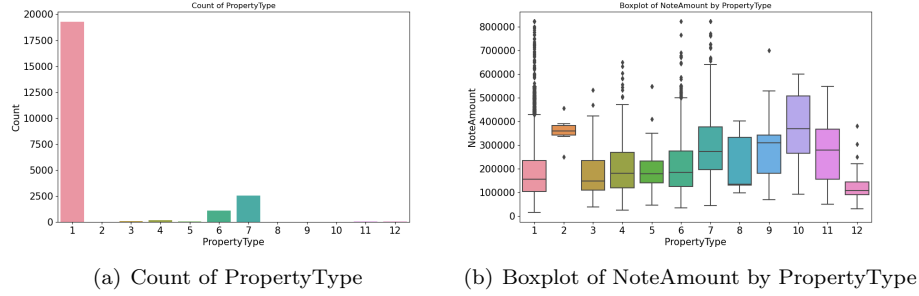 Count of PropertyType
20000
17500
15000
12500
10000
7500
5000
2500
0
Count
1 2 3 4 5 6 7 8 9 10 11 12
PropertyType
(a) Count of PropertyType
Boxplot of NoteAmount by PropertyType
800000
700000
600000
500000
400000
300000
200000
100000
0
NoteAmount
1 2 3 4 5 6 7 8 9 10 11 12
PropertyType
(b) Boxplot of NoteAmount by PropertyType